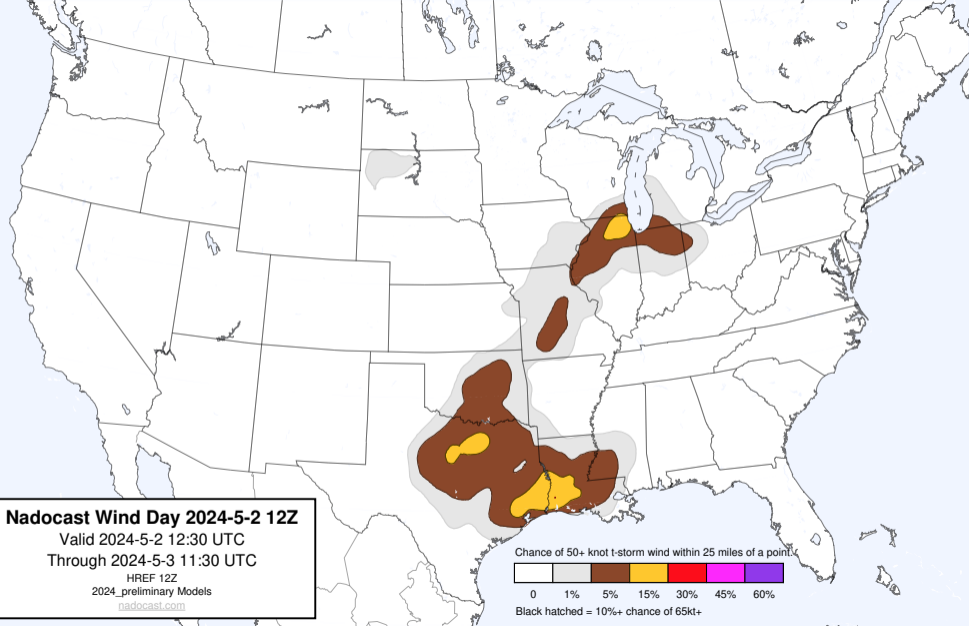 Nadocast Wind Day 2024-5-2 12Z
Valid 2024-5-2 12:30 UTC
Through 2024-5-3 11:30 UTC
HREF 12Z
2024_preliminary Models
nadocast.com
Chance of 50+ knot t-storm wind within 25 miles of a point.
0 1% 5% 15% 30% 45% 60%
Black hatched = 10%+ chance of 65kt+